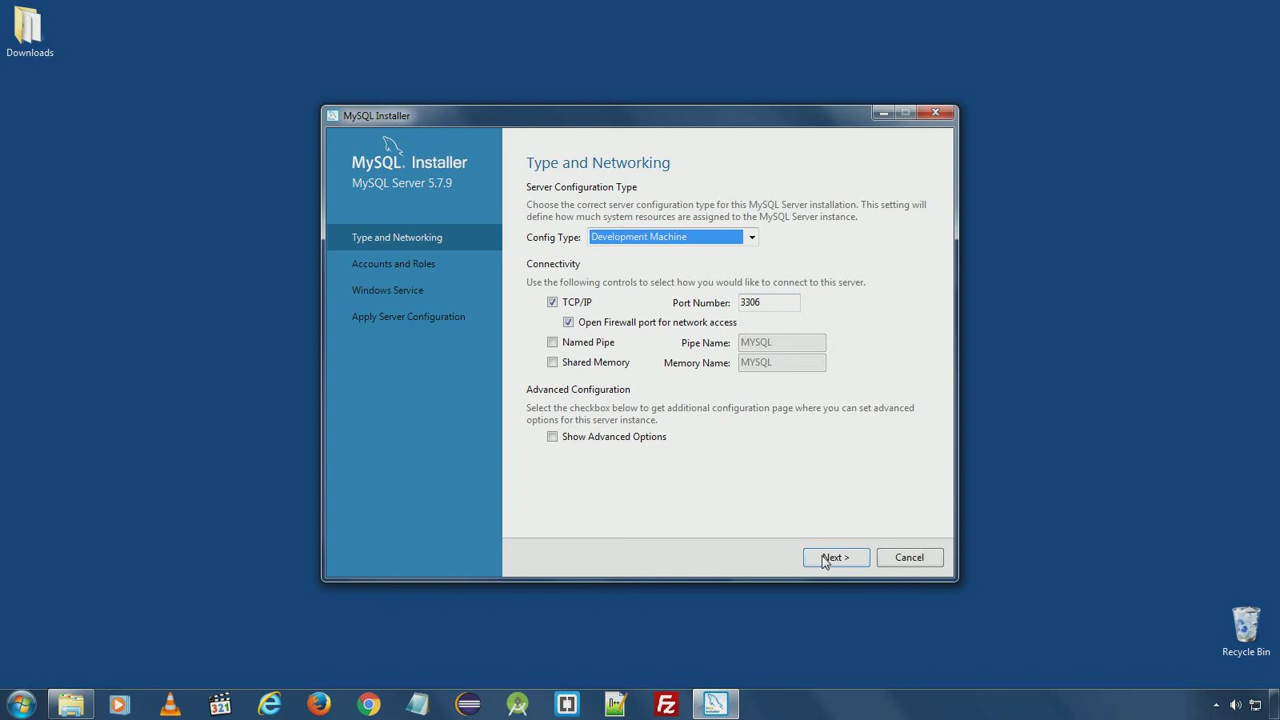 Downloads
MySQL Installer
MySQL. Installer
MySQL Server 5.7.9
Type and Networking
Accounts and Roles
Windows Service
Apply Server Configuration
Type and Networking
Server Configuration Type
Choose the correct server configuration type for this MySQL Server installation. This setting will
define how much system resources are assigned to the MySQL Server instance.
Config Type: Development Machine
Connectivity
Use the following controls to select how you would like to connect to this server.
TCP/IP Port Number: 3306
Open Firewall port for network access
Named Pipe Pipe Name: MYSQL
Shared Memory Memory Name: MYSQL
Advanced Configuration
Select the checkbox below to get additional configuration page where you can set advanced
options for this server instance.
Show Advanced Options
Next > Cancel
Recycle Bin
321
Fz